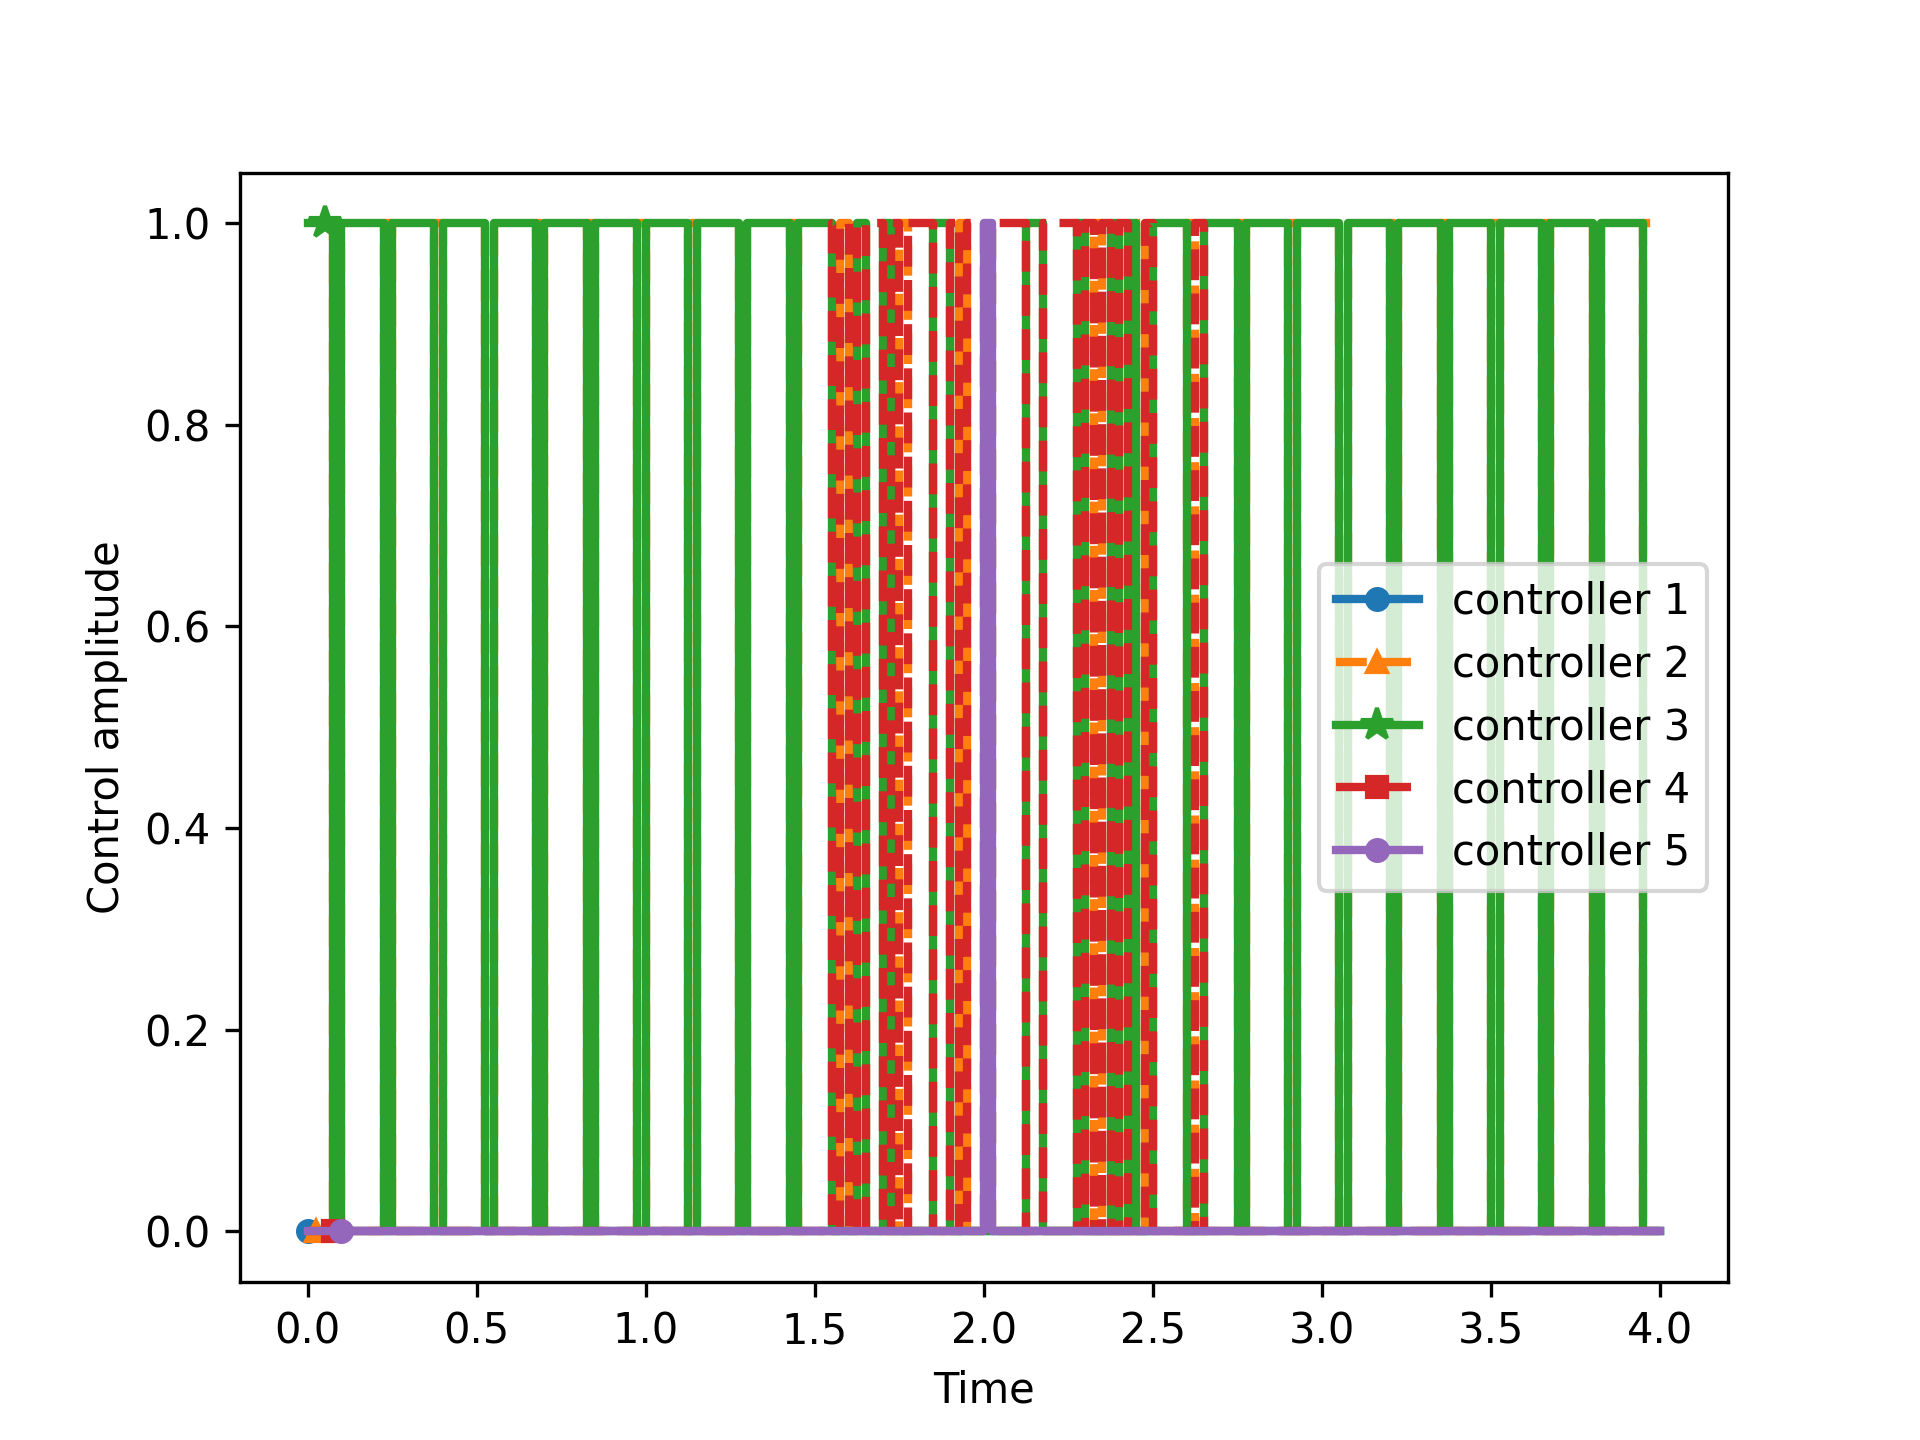 1.0
0.8
0.6
0.4
0.2
0.0
Control amplitude
controller 1
controller 2
controller 3
controller 4
controller 5
0.0 0.5 1.0 1.5 2.0 2.5 3.0 3.5 4.0
Time